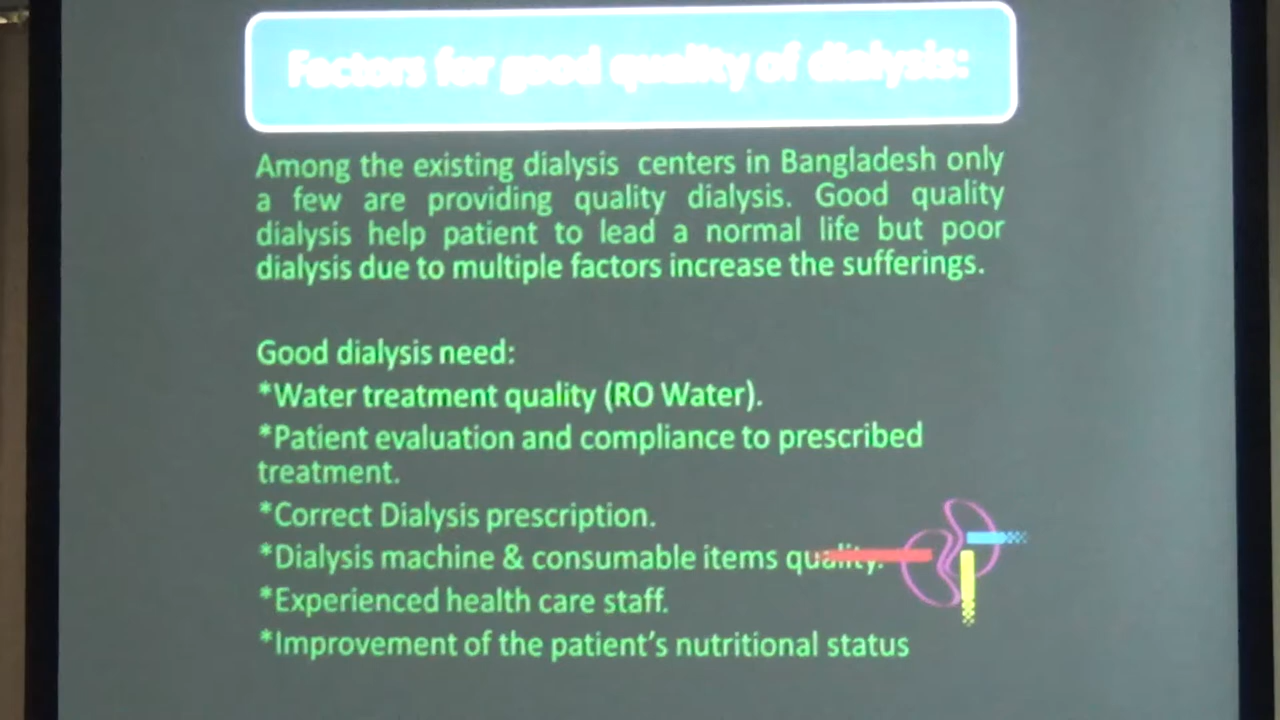 Factors for good quality of dialysis:
Among the existing dialysis centers in Bangladesh only
a few are providing quality dialysis. Good quality
dialysis help patient to lead a normal life but poor
dialysis due to multiple factors increase the sufferings.
Good dialysis need:
*Water treatment quality (RO Water).
*Patient evaluation and compliance to prescribed
treatment.
*Correct Dialysis prescription.
*Dialysis machine & consumable items quality.
*Experienced health care staff.
*Improvement of the patient's nutritional status